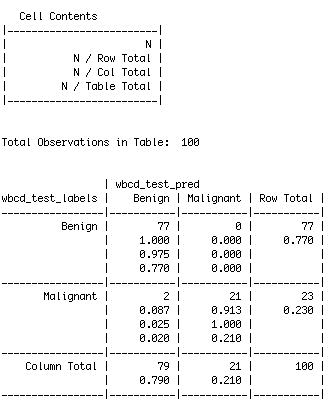 Cell Contents
|-------------------------|
|                       N |
|           N / Row Total |
|           N / Col Total |
|         N / Table Total |
|-------------------------|
Total Observations in Table:  100
                 | wbcd_test_pred
wbcd_test_labels |    Benign | Malignant | Row Total |
-----------------|-----------|-----------|-----------|
          Benign |        77 |         0 |        77 |
                 |     1.000 |     0.000 |     0.770 |
                 |     0.975 |     0.000 |           |
                 |     0.770 |     0.000 |           |
-----------------|-----------|-----------|-----------|
       Malignant |         2 |        21 |        23 |
                 |     0.087 |     0.913 |     0.230 |
                 |     0.025 |     1.000 |           |
                 |     0.020 |     0.210 |           |
-----------------|-----------|-----------|-----------|
    Column Total |        79 |        21 |       100 |
                 |     0.790 |     0.210 |           |
-----------------|-----------|-----------|-----------|